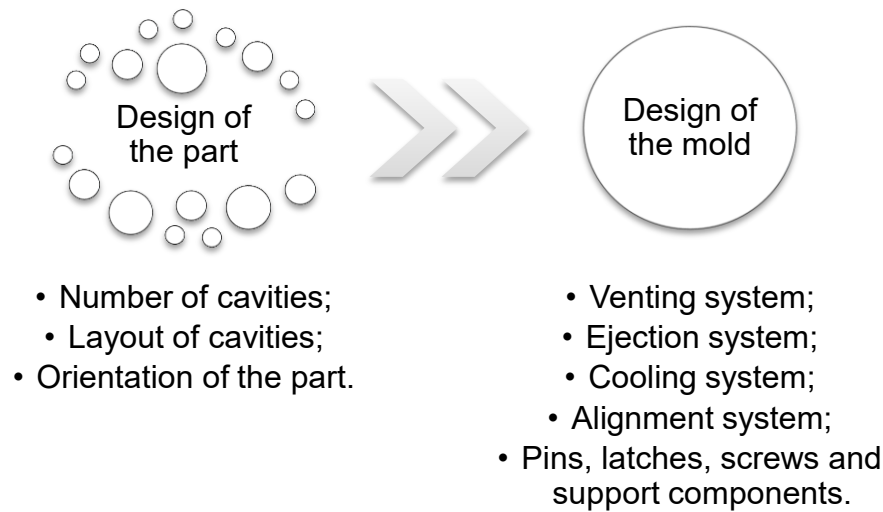 Design of
the part
Design of
the mold
• Number of cavities;
• Layout of cavities;
• Orientation of the part.
• Venting system;
• Ejection system;
• Cooling system;
• Alignment system;
• Pins, latches, screws and
support components.